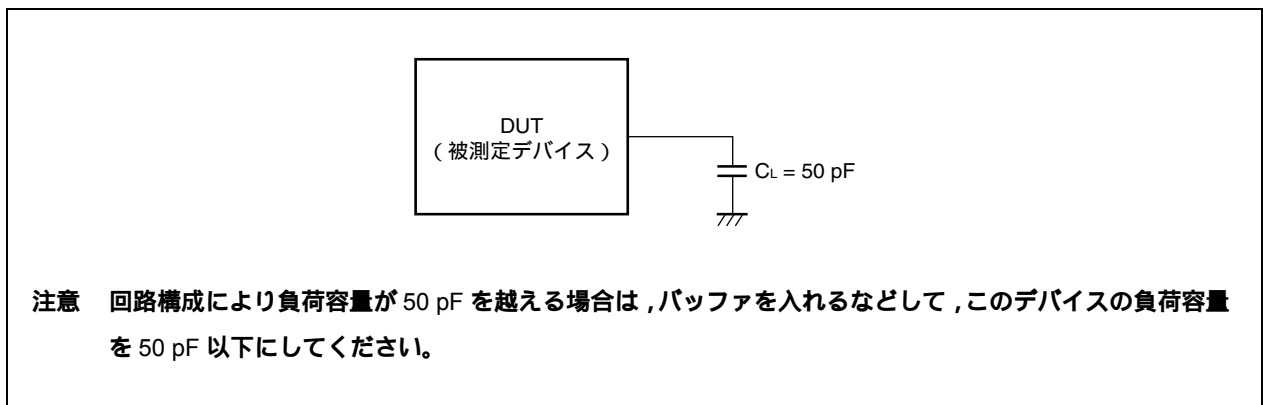 DUT
(被測定デバイス)
CL = 50 pF
注意 回路構成により負荷容量が 50 pF を越える場合は,バッファを入れるなどして,このデバイスの負荷容量
を 50 pF 以下にしてください。